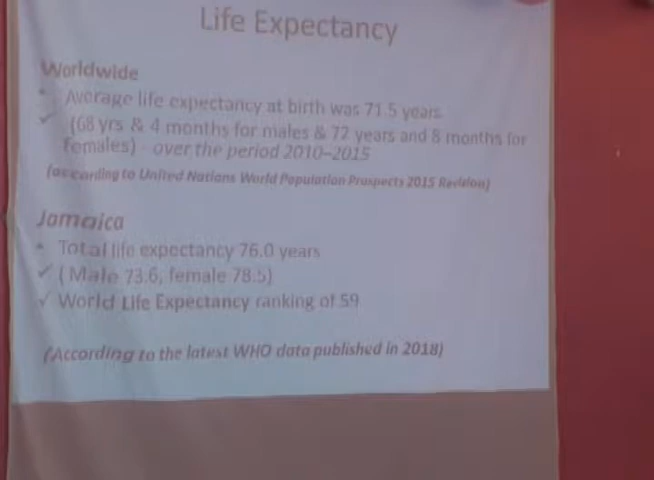 Life Expectancy
Worldwide
• Average life expectancy at birth was 71.5 years
✓ (68 yrs & 4 months for males & 72 years and 8 months for
females) - over the period 2010–2015
(according to United Nations World Population Prospects 2015 Revision)
Jamaica
• Total life expectancy 76.0 years
✓ (Male 73.6, female 78.5)
✓ World Life Expectancy ranking of 59
(According to the latest WHO data published in 2018)